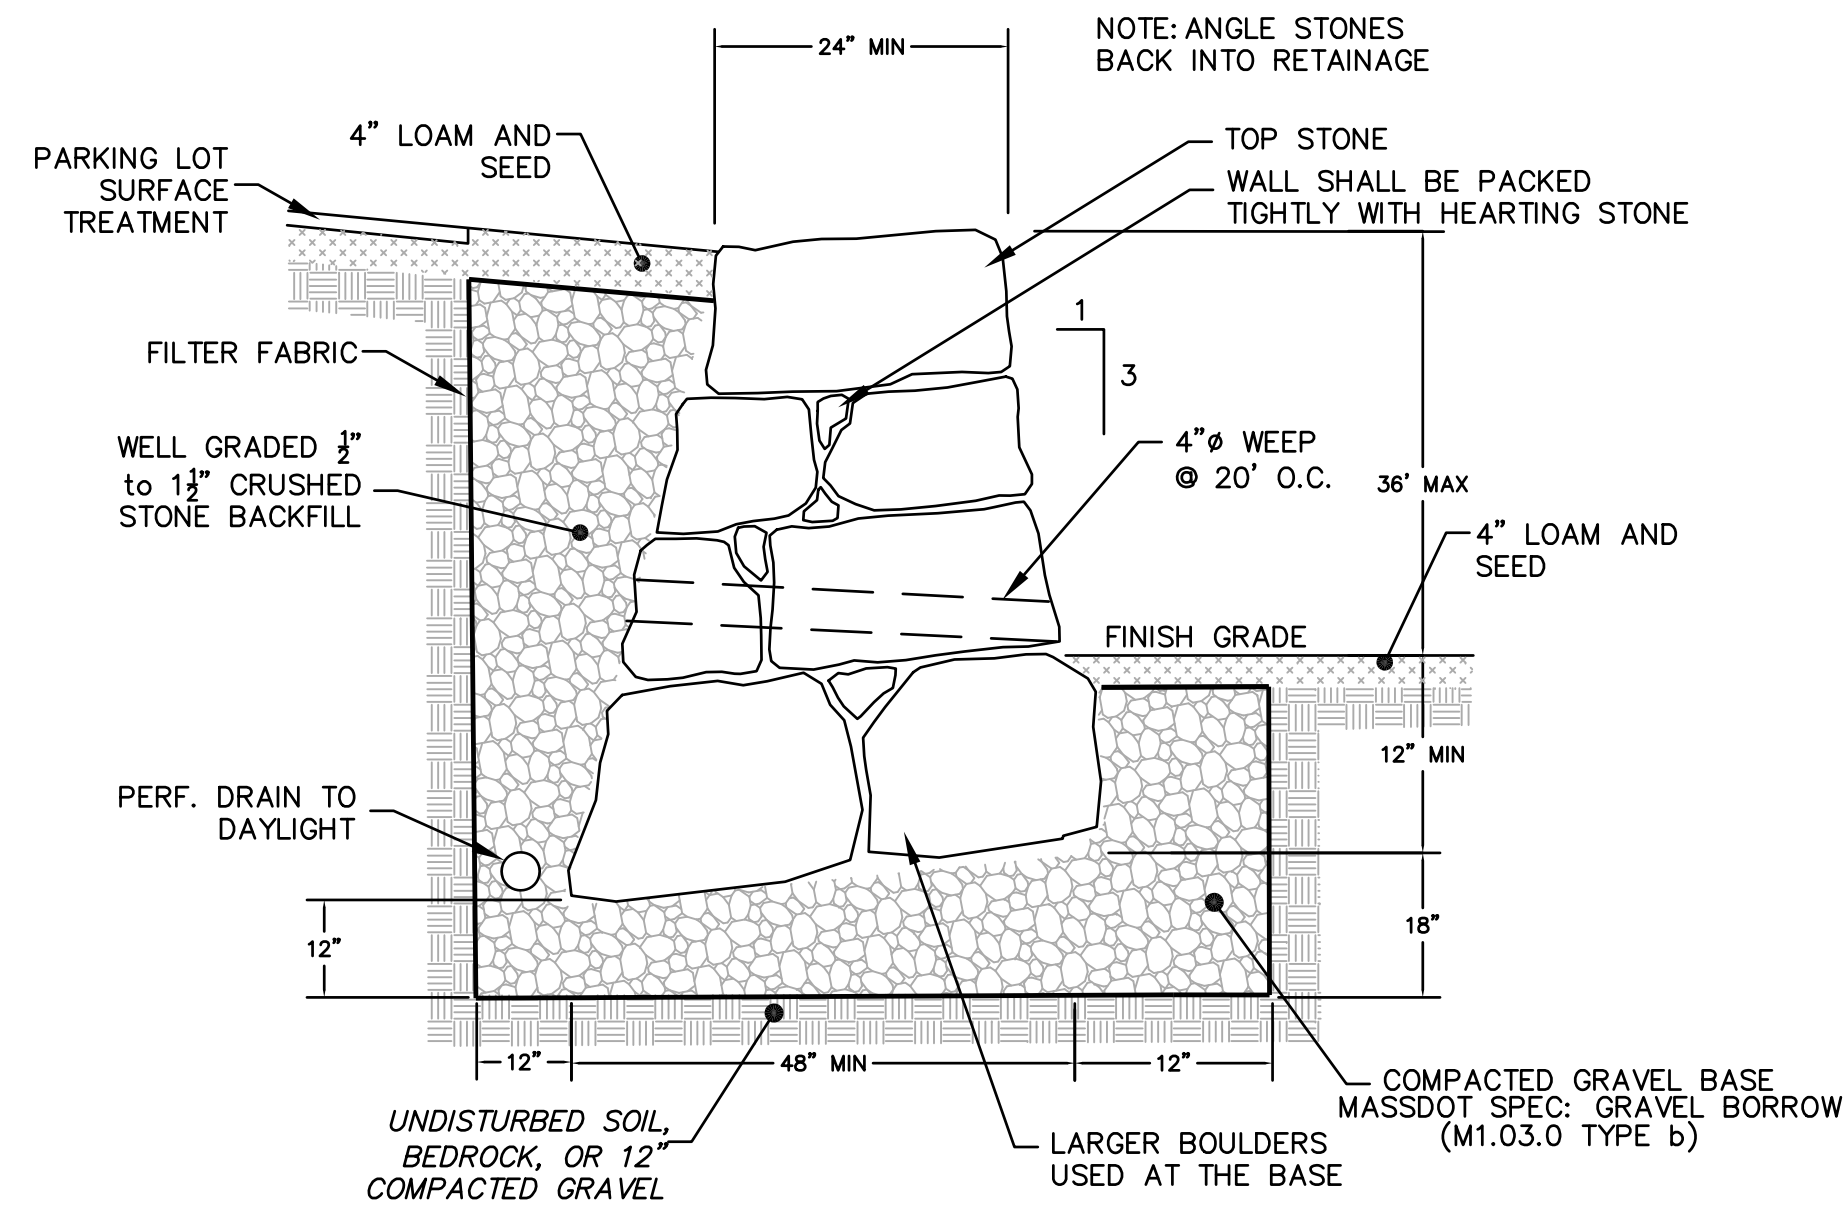 NOTE: ANGLE STONES
BACK INTO RETAINAGE
24" MIN
4" LOAM AND
SEED
PARKING LOT
SURFACE
TREATMENT
TOP STONE
WALL SHALL BE PACKED
TIGHTLY WITH HEARTING STONE
1
3
FILTER FABRIC
WELL GRADED ½"
to 1½" CRUSHED
STONE BACKFILL
4"ø WEEP
@ 20' O.C.
36' MAX
4" LOAM AND
SEED
FINISH GRADE
12" MIN
PERF. DRAIN TO
DAYLIGHT
12"
18"
12"
48" MIN
12"
UNDISTURBED SOIL,
BEDROCK, OR 12"
COMPACTED GRAVEL
LARGER BOULDERS
USED AT THE BASE
COMPACTED GRAVEL BASE
MASSDOT SPEC: GRAVEL BORROW
(M1.03.0 TYPE b)